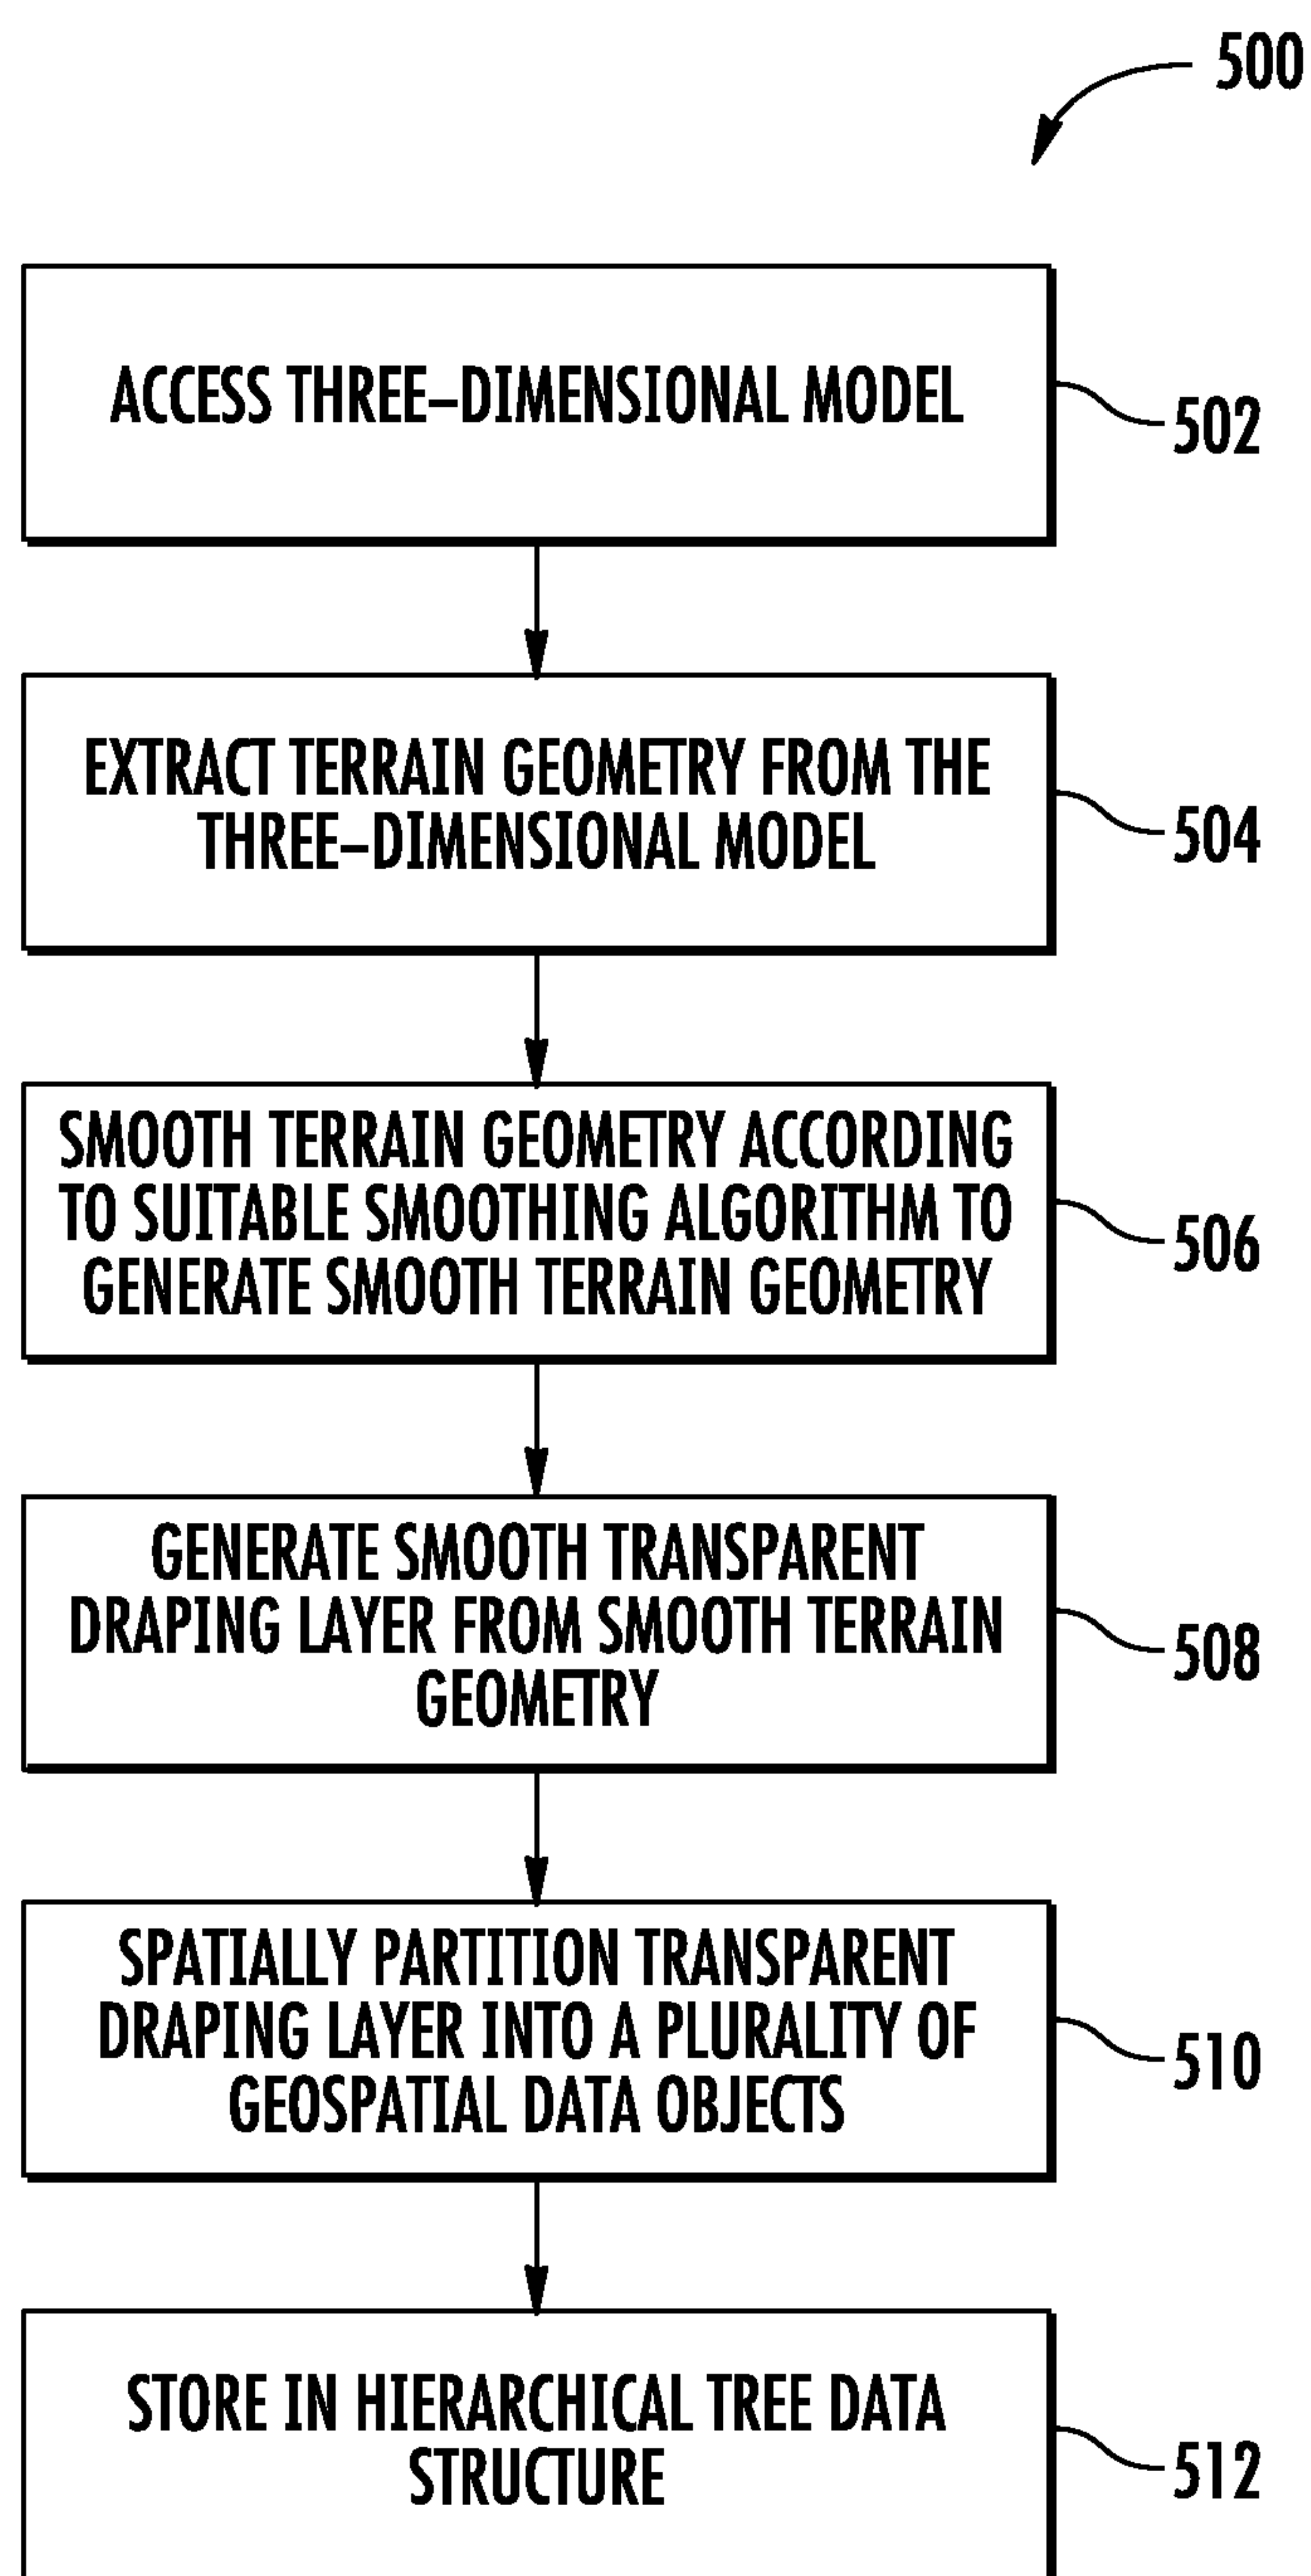 500
ACCESS THREE–DIMENSIONAL MODEL
502
EXTRACT TERRAIN GEOMETRY FROM THE
THREE–DIMENSIONAL MODEL
504
SMOOTH TERRAIN GEOMETRY ACCORDING
TO SUITABLE SMOOTHING ALGORITHM TO
GENERATE SMOOTH TERRAIN GEOMETRY
506
GENERATE SMOOTH TRANSPARENT
DRAPING LAYER FROM SMOOTH TERRAIN
GEOMETRY
508
SPATIALLY PARTITION TRANSPARENT
DRAPING LAYER INTO A PLURALITY OF
GEOSPATIAL DATA OBJECTS
510
STORE IN HIERARCHICAL TREE DATA
STRUCTURE
512